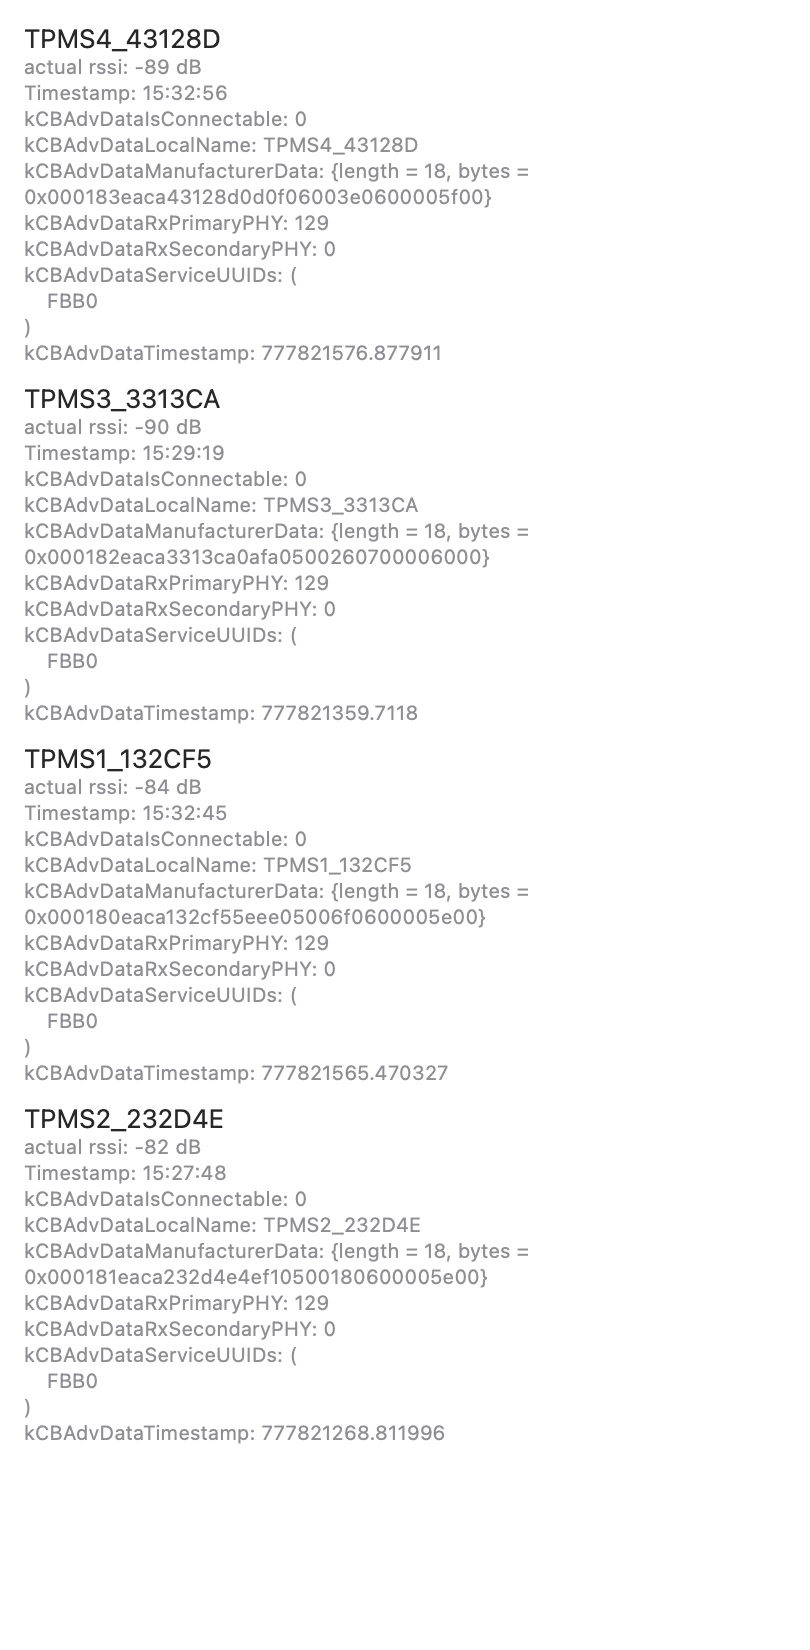 TPMS4_43128D
actual rssi: -89 dB
Timestamp: 15:32:56
kCBAdvDataIsConnectable: 0
kCBAdvDataLocalName: TPMS4_43128D
kCBAdvDataManufacturerData: {length = 18, bytes =
0x000183eaca43128d0d0f06003e0600005f00}
kCBAdvDataRxPrimaryPHY: 129
kCBAdvDataRxSecondaryPHY: 0
kCBAdvDataServiceUUIDs: (
    FBB0
)
kCBAdvDataTimestamp: 777821576.877911
TPMS3_3313CA
actual rssi: -90 dB
Timestamp: 15:29:19
kCBAdvDataIsConnectable: 0
kCBAdvDataLocalName: TPMS3_3313CA
kCBAdvDataManufacturerData: {length = 18, bytes =
0x000182eaca3313ca0afa0500260700006000}
kCBAdvDataRxPrimaryPHY: 129
kCBAdvDataRxSecondaryPHY: 0
kCBAdvDataServiceUUIDs: (
    FBB0
)
kCBAdvDataTimestamp: 777821359.7118
TPMS1_132CF5
actual rssi: -84 dB
Timestamp: 15:32:45
kCBAdvDataIsConnectable: 0
kCBAdvDataLocalName: TPMS1_132CF5
kCBAdvDataManufacturerData: {length = 18, bytes =
0x000180eaca132cf55eee05006f0600005e00}
kCBAdvDataRxPrimaryPHY: 129
kCBAdvDataRxSecondaryPHY: 0
kCBAdvDataServiceUUIDs: (
    FBB0
)
kCBAdvDataTimestamp: 777821565.470327
TPMS2_232D4E
actual rssi: -82 dB
Timestamp: 15:27:48
kCBAdvDataIsConnectable: 0
kCBAdvDataLocalName: TPMS2_232D4E
kCBAdvDataManufacturerData: {length = 18, bytes =
0x000181eaca232d4e4ef10500180600005e00}
kCBAdvDataRxPrimaryPHY: 129
kCBAdvDataRxSecondaryPHY: 0
kCBAdvDataServiceUUIDs: (
    FBB0
)
kCBAdvDataTimestamp: 777821268.811996